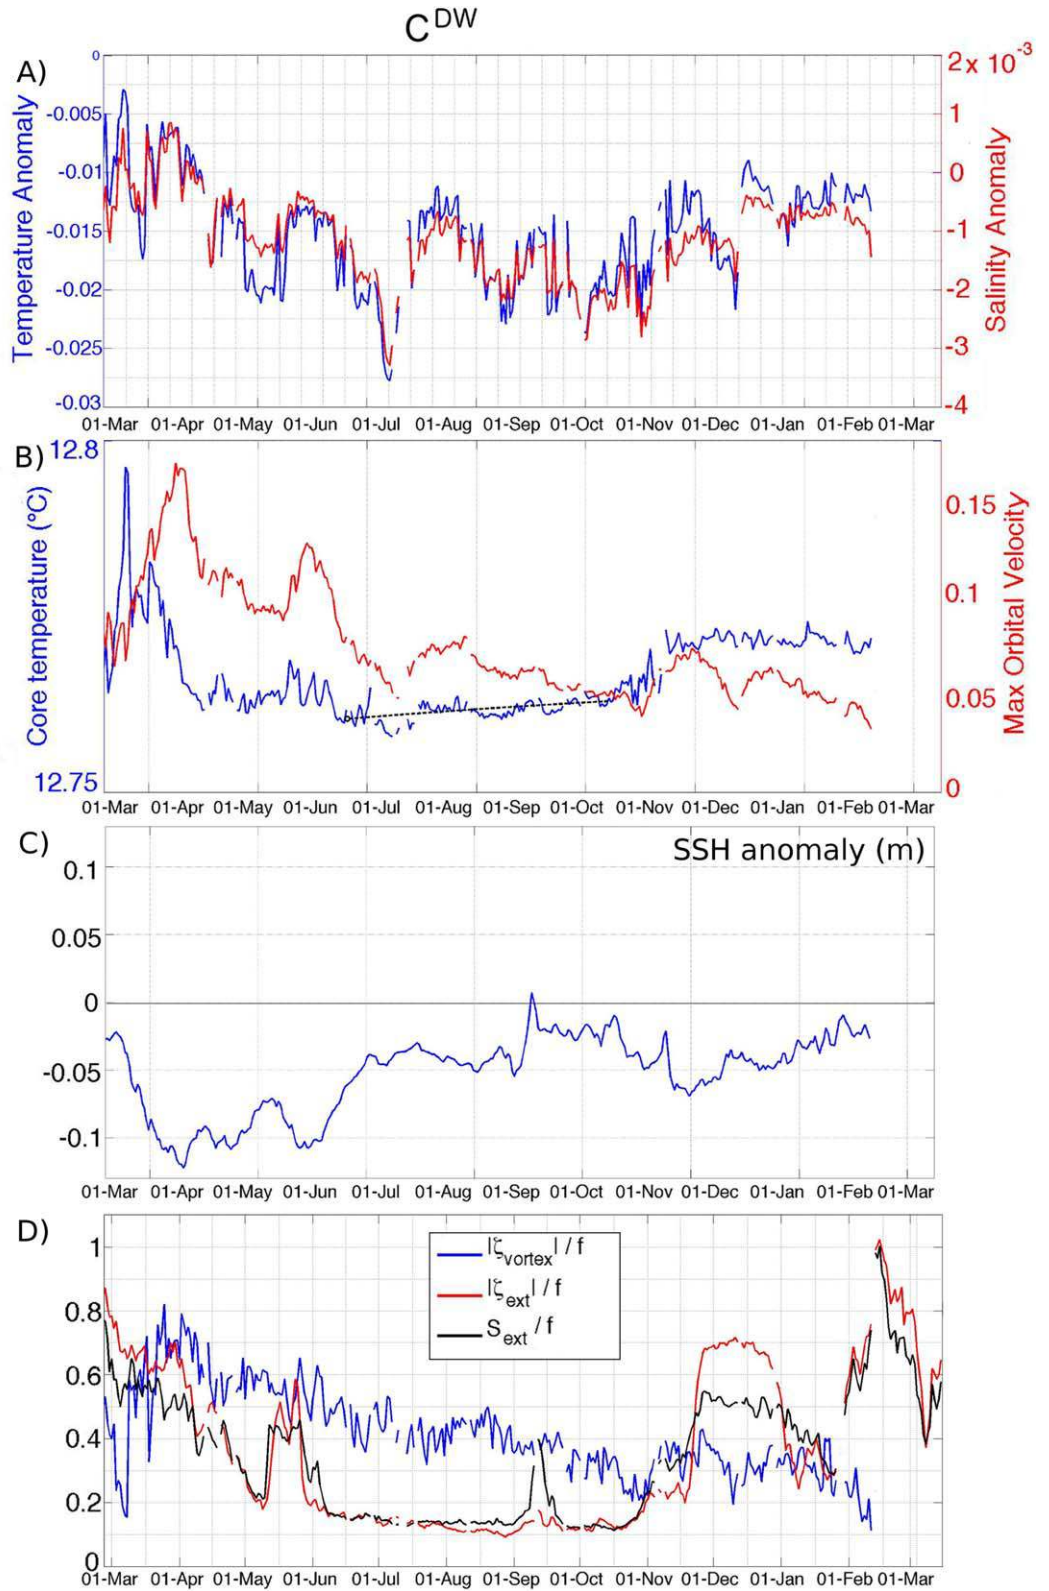 C^DW
A)
Temperature Anomaly
0
-0.005
-0.01
-0.015
-0.02
-0.025
-0.03
2x 10^-3
1
0
-1
-2
-3
-4
Salinity Anomaly
01-Mar 01-Apr 01-May 01-Jun 01-Jul 01-Aug 01-Sep 01-Oct 01-Nov 01-Dec 01-Jan 01-Feb 01-Mar
B)
Core temperature (°C)
12.8
12.75
0.15
0.1
0.05
0
Max Orbital Velocity
01-Mar 01-Apr 01-May 01-Jun 01-Jul 01-Aug 01-Sep 01-Oct 01-Nov 01-Dec 01-Jan 01-Feb 01-Mar
C)
SSH anomaly (m)
0.1
0.05
0
-0.05
-0.1
01-Mar 01-Apr 01-May 01-Jun 01-Jul 01-Aug 01-Sep 01-Oct 01-Nov 01-Dec 01-Jan 01-Feb 01-Mar
D)
1
0.8
0.6
0.4
0.2
0
|ζ_vortex| / f
|ζ_ext| / f
S_ext / f
01-Mar 01-Apr 01-May 01-Jun 01-Jul 01-Aug 01-Sep 01-Oct 01-Nov 01-Dec 01-Jan 01-Feb 01-Mar